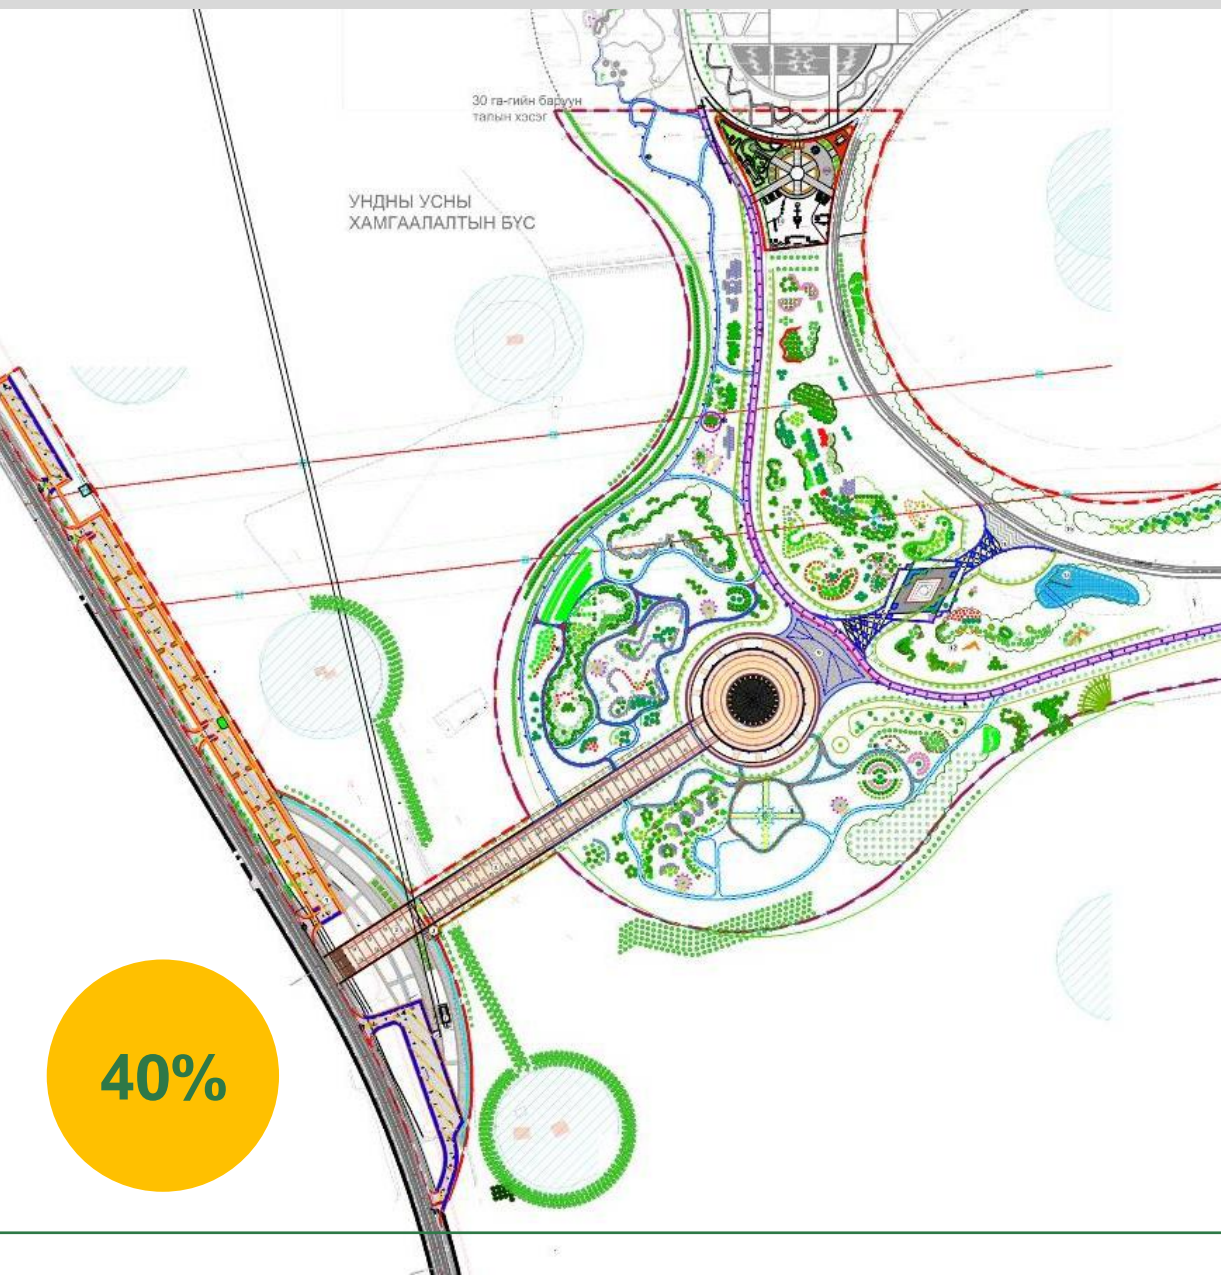 30 га-гийн баруун
талын хэсэг
УНДНЫ УСНЫ
ХАМГААЛАЛТЫН БҮС
40%